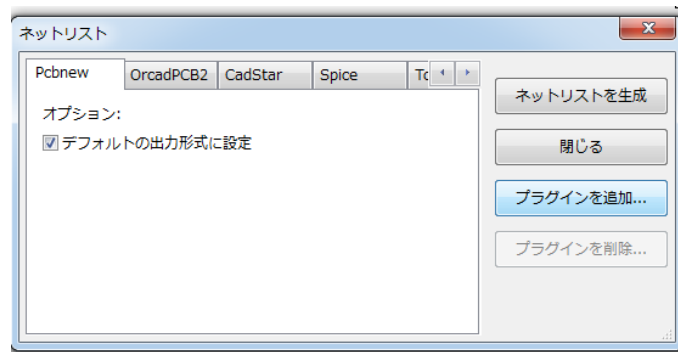 ネットリスト
Pcbnew OrcadPCB2 CadStar Spice
オプション:
デフォルトの出力形式に設定
ネットリストを生成
閉じる
プラグインを追加...
プラグインを削除...